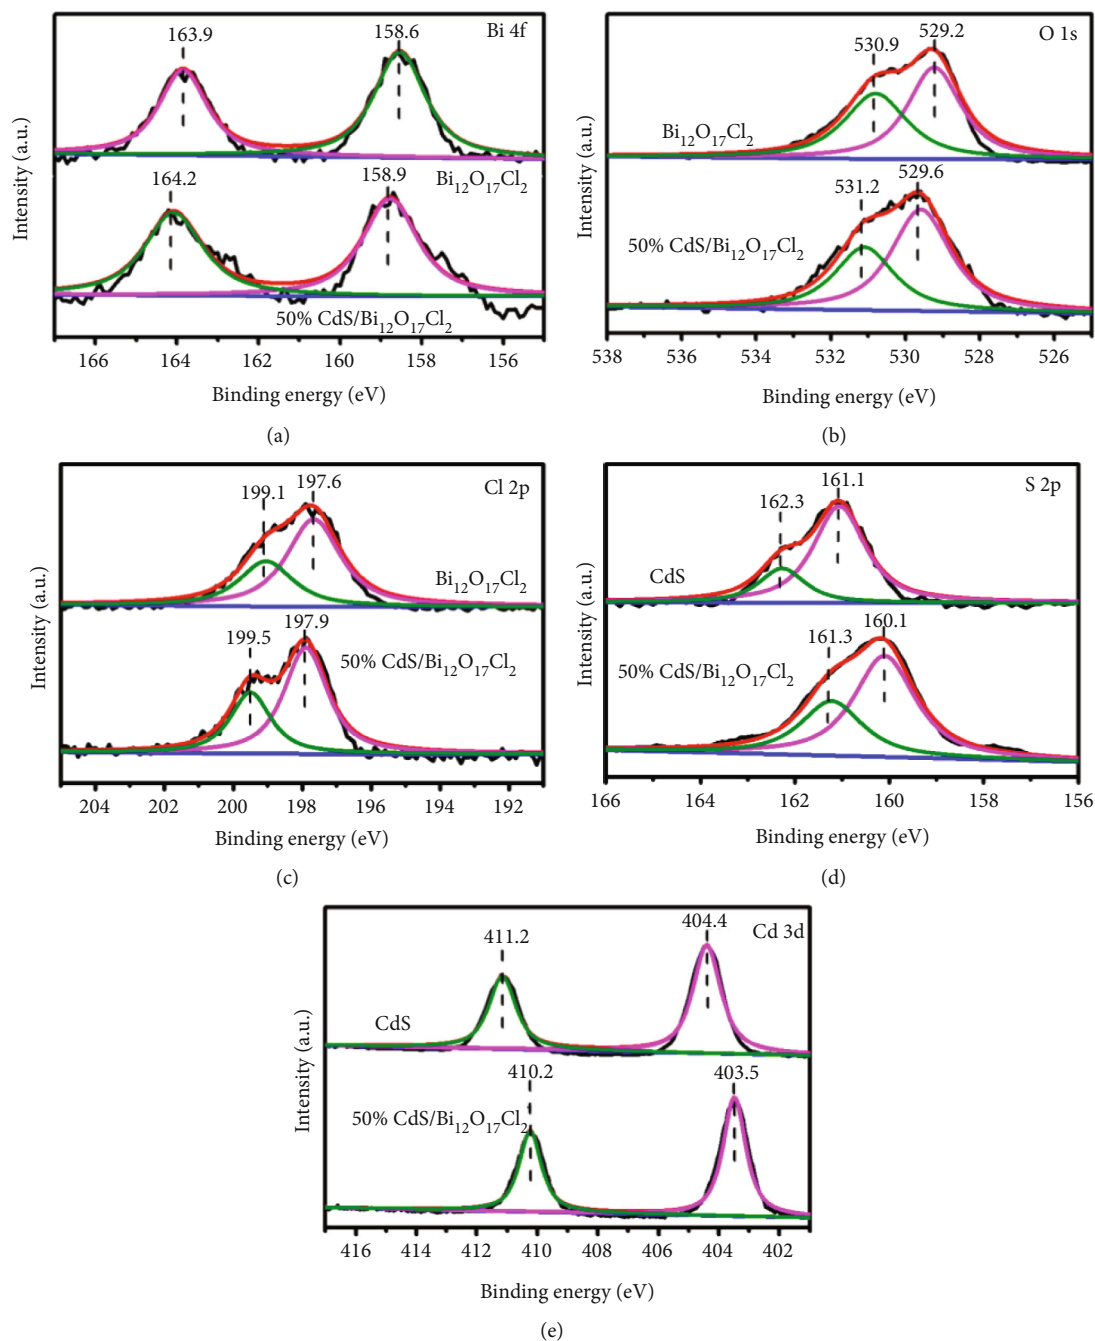 163.9
158.6
Bi 4f
Bi12O17Cl2
164.2
158.9
50% CdS/Bi12O17Cl2
Intensity (a.u.)
166 164 162 160 158 156
Binding energy (eV)
(a)
530.9
529.2
O 1s
Bi12O17Cl2
531.2
529.6
50% CdS/Bi12O17Cl2
Intensity (a.u.)
538 536 534 532 530 528 526
Binding energy (eV)
(b)
199.1
197.6
Cl 2p
Bi12O17Cl2
199.5
197.9
50% CdS/Bi12O17Cl2
Intensity (a.u.)
204 202 200 198 196 194 192
Binding energy (eV)
(c)
162.3
161.1
S 2p
CdS
161.3
160.1
50% CdS/Bi12O17Cl2
Intensity (a.u.)
166 164 162 160 158 156
Binding energy (eV)
(d)
411.2
404.4
Cd 3d
CdS
410.2
403.5
50% CdS/Bi12O17Cl2
Intensity (a.u.)
416 414 412 410 408 406 404 402
Binding energy (eV)
(e)